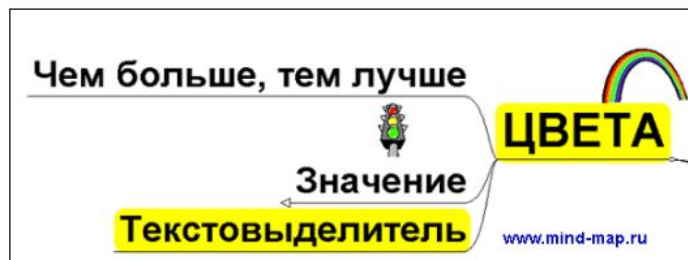 Чем больше, тем лучше
ЦВЕТА
Значение
Текстовыделитель
www.mind-map.ru